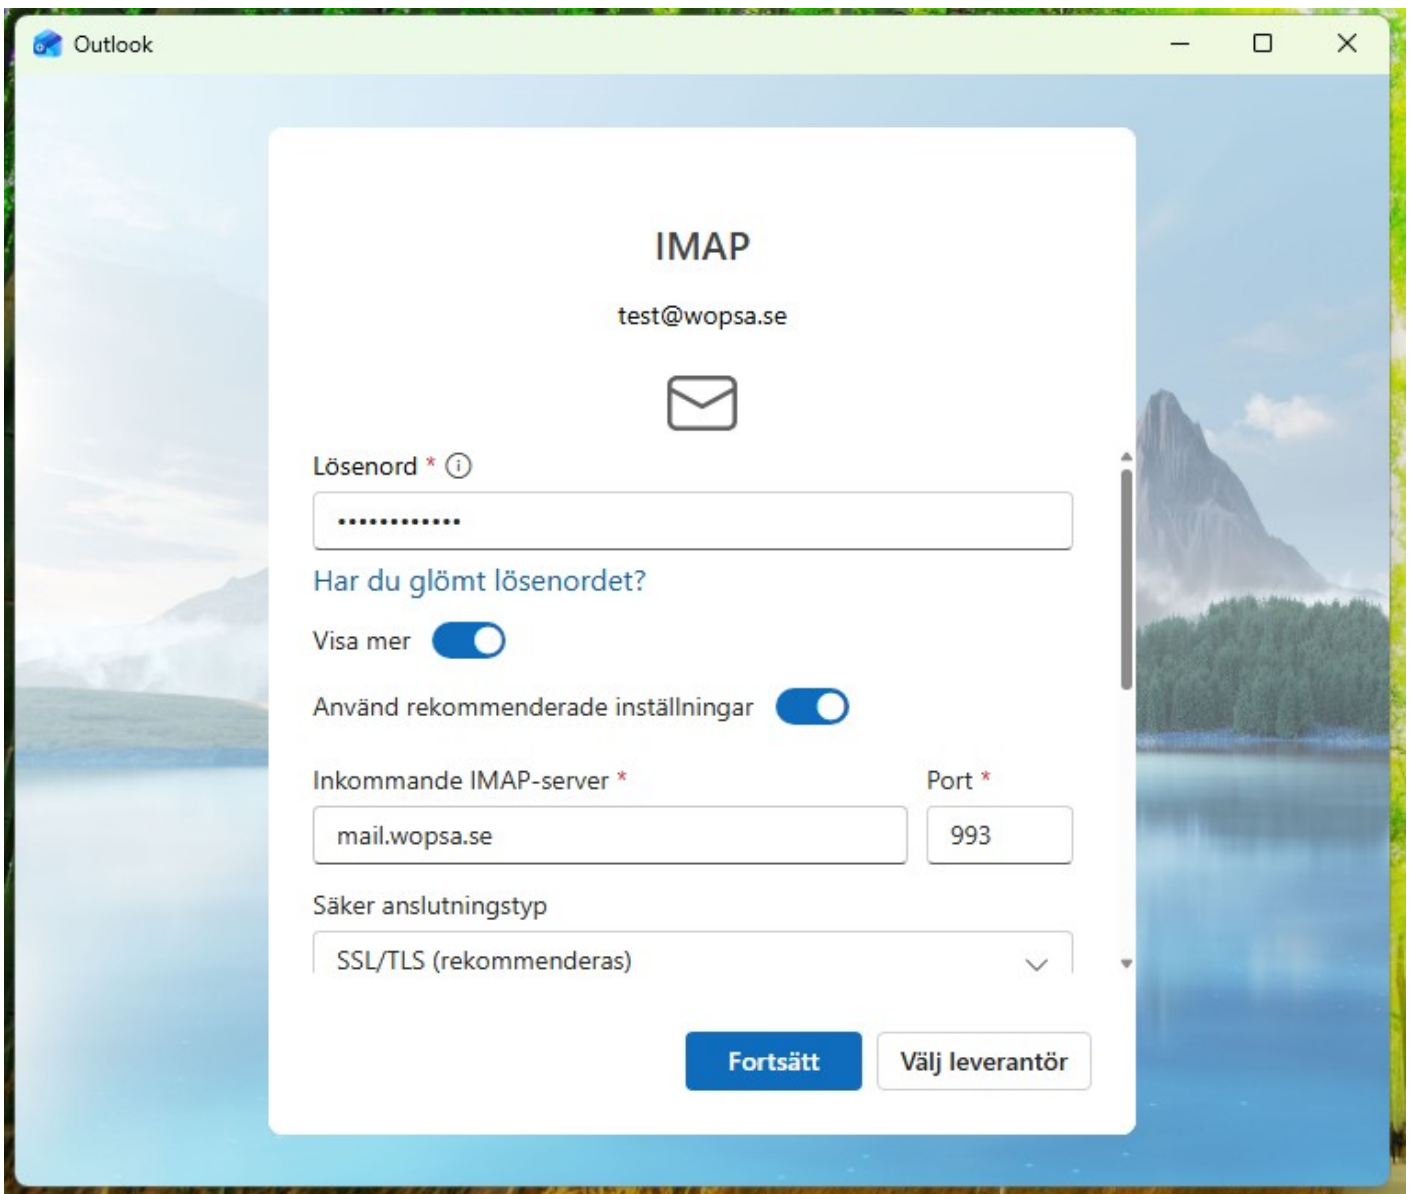 Outlook
IMAP
test@wopsa.se
Lösenord *
••••••••••••
Har du glömt lösenordet?
Visa mer
Använd rekommenderade inställningar
Inkommande IMAP-server * Port *
mail.wopsa.se 993
Säker anslutningstyp
SSL/TLS (rekommenderas)
Fortsätt Välj leverantör